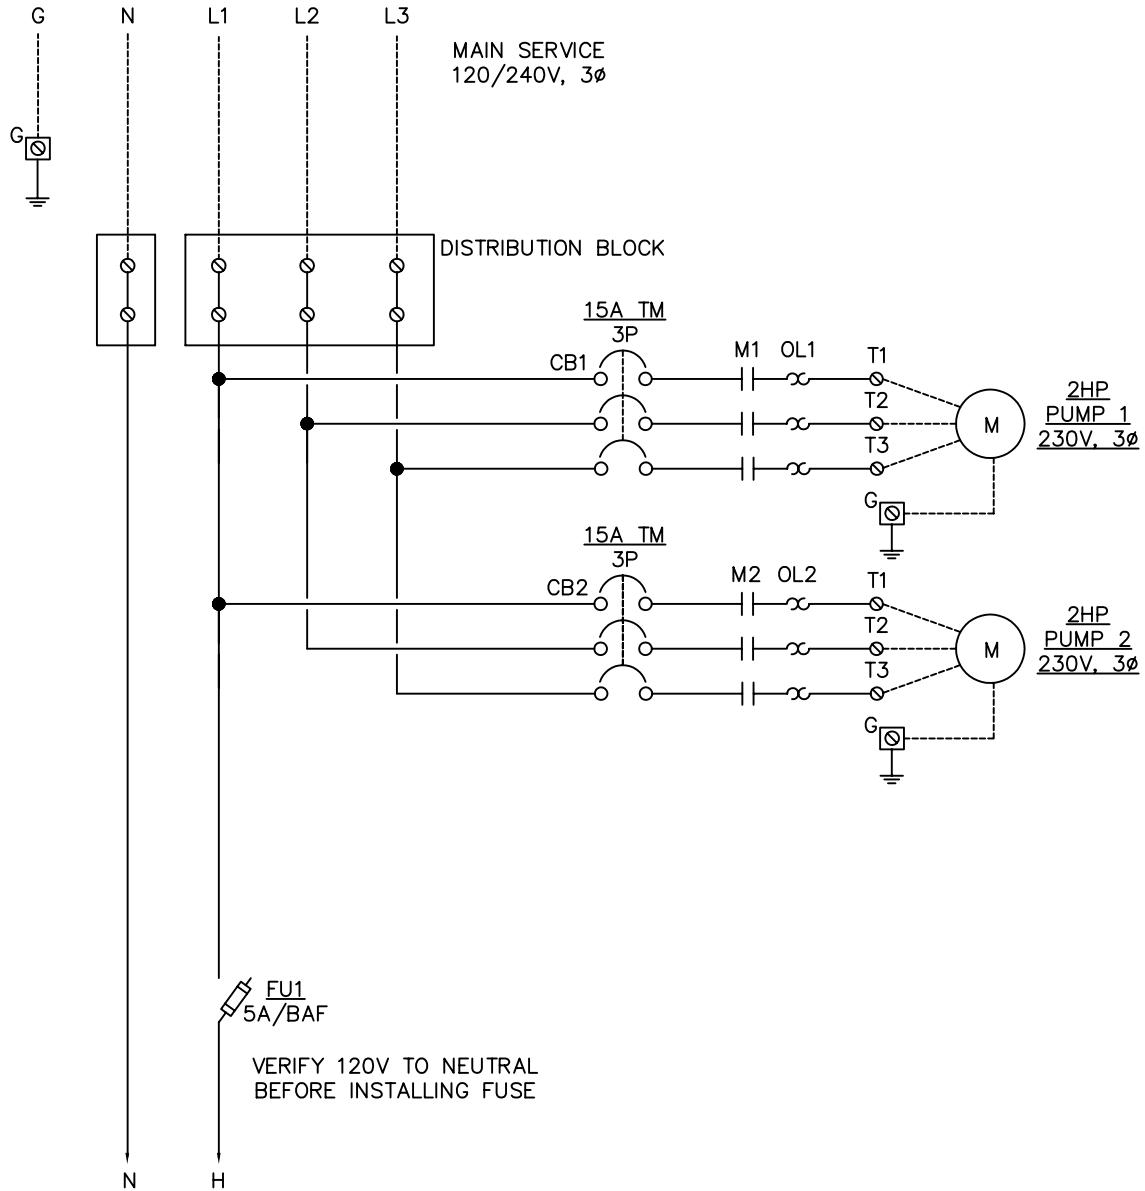 G N L1 L2 L3
MAIN SERVICE
120/240V, 3ø
G
DISTRIBUTION BLOCK
15A TM
3P
CB1 M1 OL1 T1
T2
T3
2HP
PUMP 1
230V, 3ø
G
15A TM
3P
CB2 M2 OL2 T1
T2
T3
M
M
2HP
PUMP 2
230V, 3ø
G
FU1
5A/BAF
VERIFY 120V TO NEUTRAL
BEFORE INSTALLING FUSE
N H